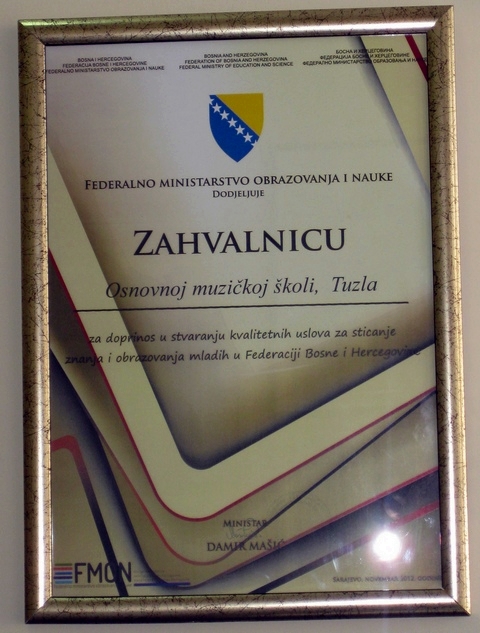 BOSNA I HERCEGOVINA
FEDERACIJA BOSNE I HERCEGOVINE
FEDERALNO MINISTARSTVO OBRAZOVANJA I NAUKE
BOSNIA AND HERZEGOVINA
FEDERATION OF BOSNIA AND HERZEGOVINA
FEDERAL MINISTRY OF EDUCATION AND SCIENCE
БОСНА И ХЕРЦЕГОВИНА
ФЕДЕРАЦИЈА БОСНЕ И ХЕРЦЕГОВИНЕ
ФЕДЕРАЛНО МИНИСТАРСТВО ОБРАЗОВАЊА И
FEDERALNO MINISTARSTVO OBRAZOVANJA I NAUKE
DODJELJUJE
ZAHVALNICU
Osnovnoj muzičkoj školi, Tuzla
za doprinos u stvaranju kvalitetnih uslova za sticanje
znanja i obrazovanja mladih u Federaciji Bosne i Hercegovine
MINISTAR
DAMIR MAŠIĆ
FMON
SARAJEVO, NOVEMBAR 2012.